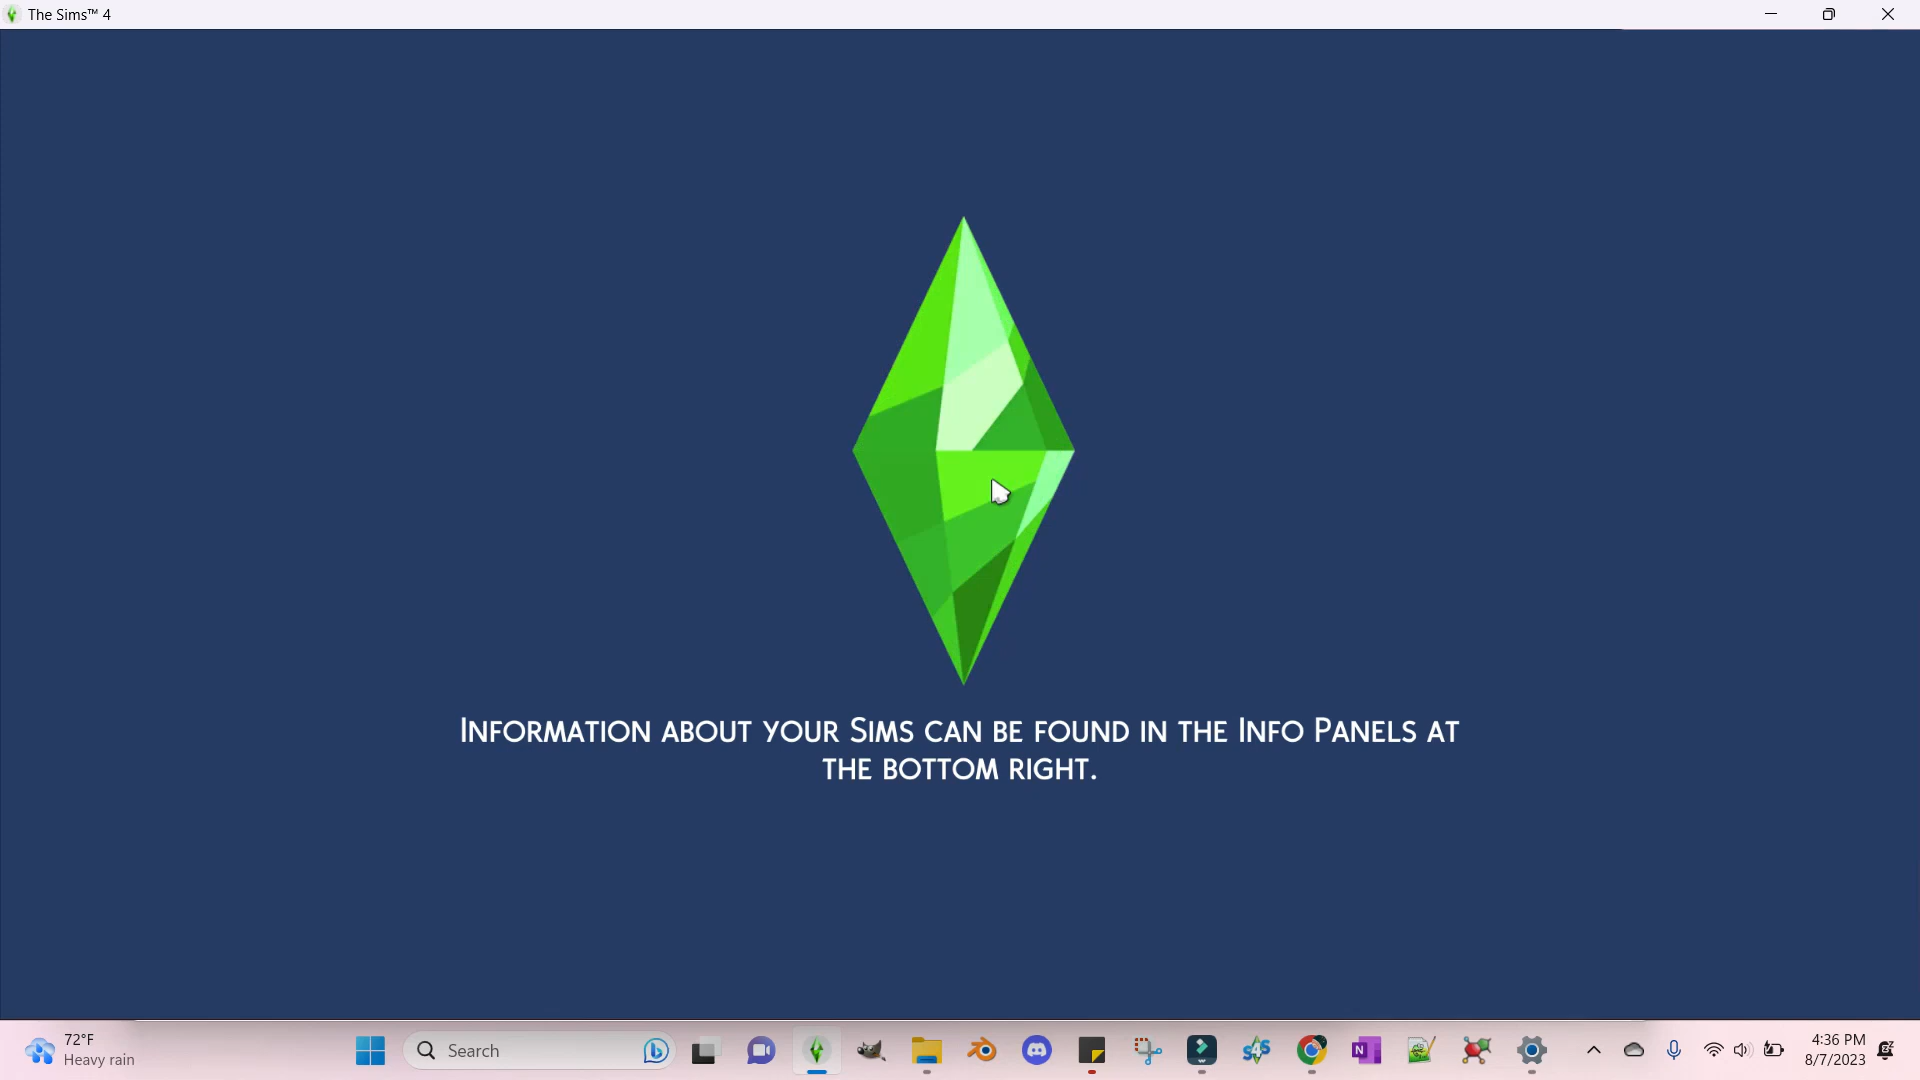 The Sims™ 4
INFORMATION ABOUT YOUR SIMS CAN BE FOUND IN THE INFO PANELS AT
THE BOTTOM RIGHT.
72°F
Heavy rain
Search
S4S
N
4:36 PM
8/7/2023